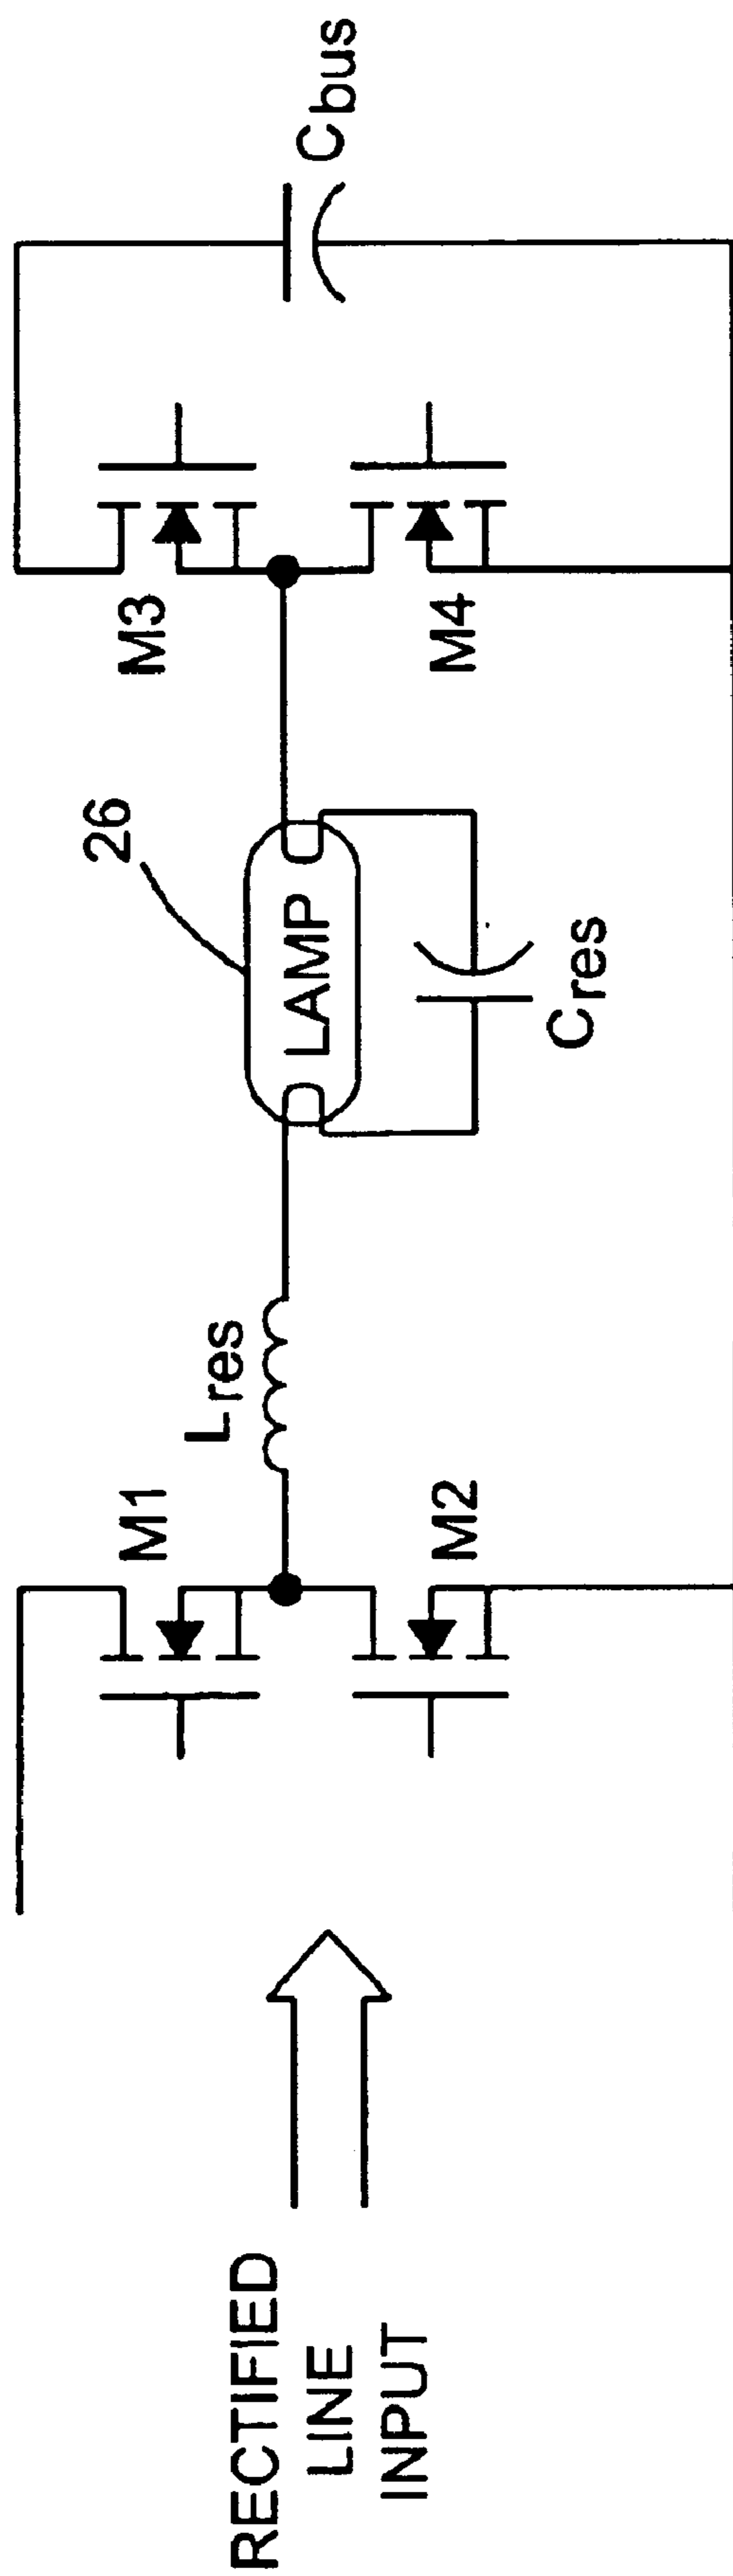 RECTIFIED
LINE
INPUT
M1
M2
Lres
26
LAMP
Cres
M3
M4
Cbus